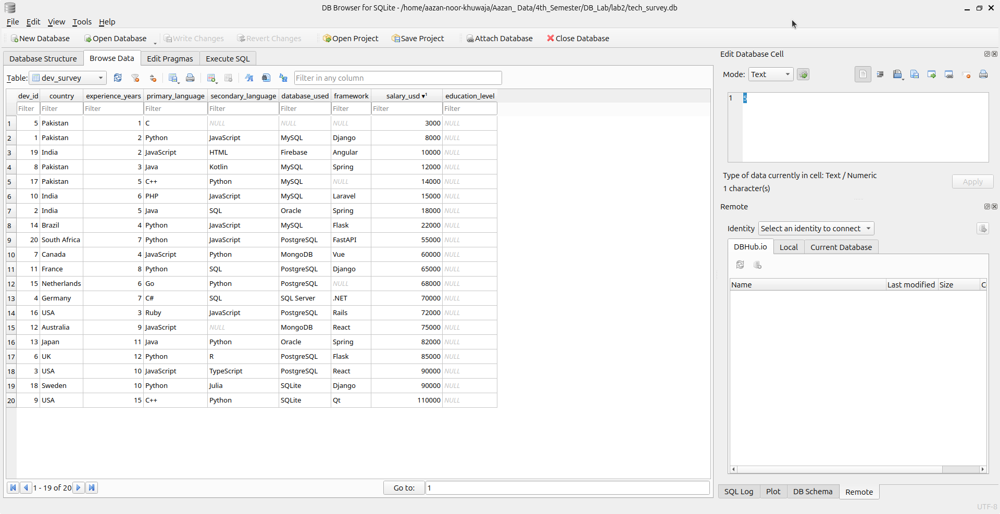 DB Browser for SQLite - /home/aazan-noor-khuwaja/Aazan_ Data/4th_Semester/DB_Lab/lab2/tech_survey.db
File Edit View Tools Help
New Database Open Database Write Changes Revert Changes Open Project Save Project Attach Database Close Database
Database Structure Browse Data Edit Pragmas Execute SQL
Table: dev_survey Filter in any column
dev_id country experience_years primary_language secondary_language database_used framework salary_usd ▾¹ education_level
Filter Filter Filter Filter Filter Filter Filter Filter Filter
1 5 Pakistan 1 C NULL NULL NULL 3000 NULL
2 1 Pakistan 2 Python JavaScript MySQL Django 8000 NULL
3 19 India 2 JavaScript HTML Firebase Angular 10000 NULL
4 8 Pakistan 3 Java Kotlin MySQL Spring 12000 NULL
5 17 Pakistan 5 C++ Python MySQL NULL 14000 NULL
6 10 India 6 PHP JavaScript MySQL Laravel 15000 NULL
7 2 India 5 Java SQL Oracle Spring 18000 NULL
8 14 Brazil 4 Python JavaScript MySQL Flask 22000 NULL
9 20 South Africa 7 Python JavaScript PostgreSQL FastAPI 55000 NULL
10 7 Canada 4 JavaScript Python MongoDB Vue 60000 NULL
11 11 France 8 Python SQL PostgreSQL Django 65000 NULL
12 15 Netherlands 6 Go Python PostgreSQL NULL 68000 NULL
13 4 Germany 7 C# SQL SQL Server .NET 70000 NULL
14 16 USA 3 Ruby JavaScript PostgreSQL Rails 72000 NULL
15 12 Australia 9 JavaScript NULL MongoDB React 75000 NULL
16 13 Japan 11 Java Python Oracle Spring 82000 NULL
17 6 UK 12 Python R PostgreSQL Flask 85000 NULL
18 3 USA 10 JavaScript TypeScript PostgreSQL React 90000 NULL
19 18 Sweden 10 Python Julia SQLite Django 90000 NULL
20 9 USA 15 C++ Python SQLite Qt 110000 NULL
1 - 19 of 20 Go to: 1
Edit Database Cell
Mode: Text
1 5
Type of data currently in cell: Text / Numeric
1 character(s)
Apply
Remote
Identity Select an identity to connect
DBHub.io Local Current Database
Name Last modified Size C
SQL Log Plot DB Schema Remote
UTF-8